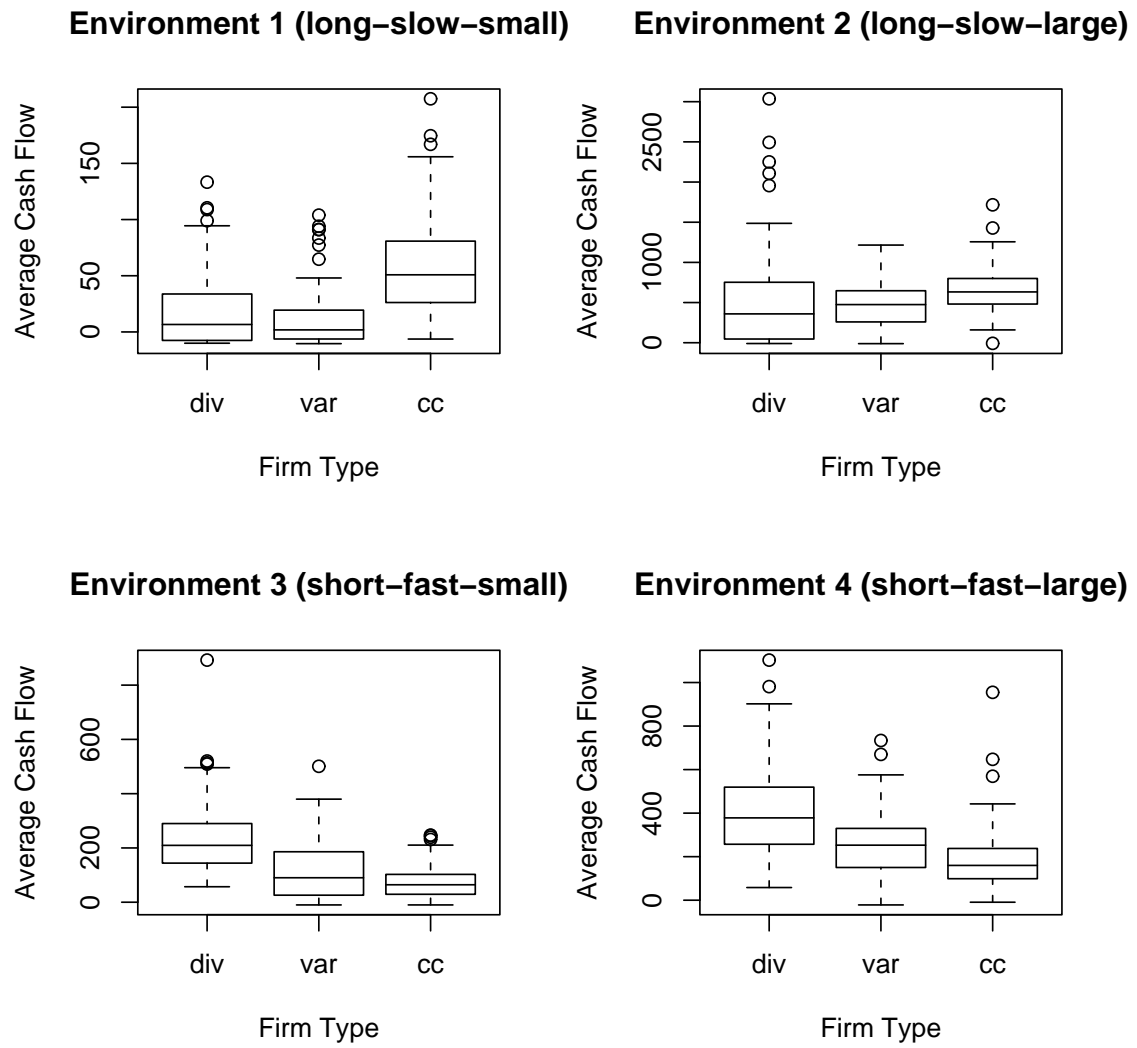 Environment 1 (long−slow−small)
Average Cash Flow
150
50
0
div var cc
Firm Type
Environment 2 (long−slow−large)
Average Cash Flow
2500
1000
0
div var cc
Firm Type
Environment 3 (short−fast−small)
Average Cash Flow
600
200
0
div var cc
Firm Type
Environment 4 (short−fast−large)
Average Cash Flow
800
400
0
div var cc
Firm Type